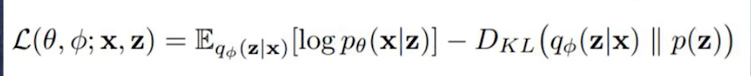 ℒ(θ, ϕ; 𝐱, 𝐳) = 𝔼_{q_ϕ(𝐳|𝐱)}[log p_θ(𝐱|𝐳)] − D_{KL}(q_ϕ(𝐳|𝐱) ∥ p(𝐳))